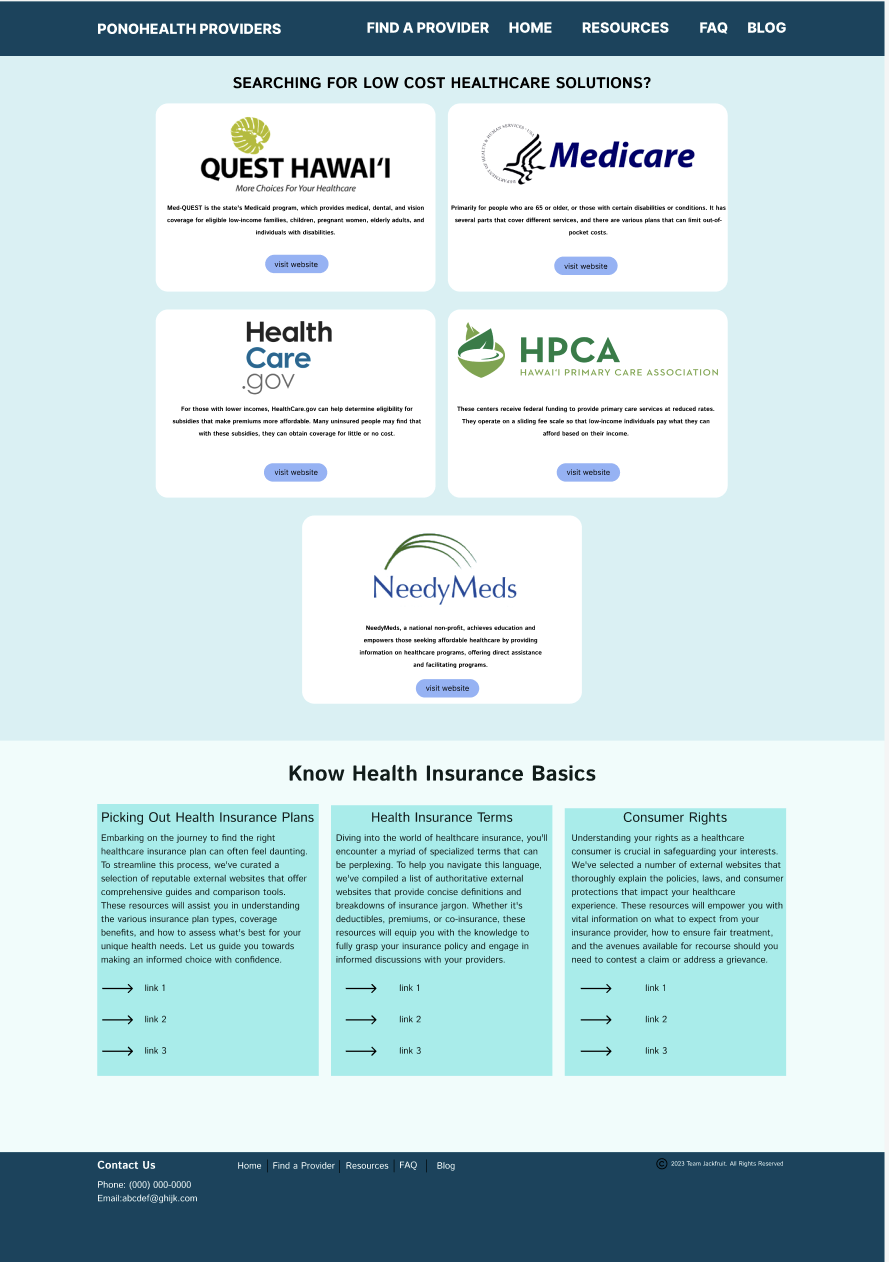 PONOHEALTH PROVIDERS
FIND A PROVIDER HOME RESOURCES FAQ BLOG
SEARCHING FOR LOW COST HEALTHCARE SOLUTIONS?
QUEST HAWAI‘I
More Choices For Your Healthcare
Med-QUEST is the state's Medicaid program, which provides medical, dental, and vision
coverage for eligible low-income families, children, pregnant women, elderly adults, and
individuals with disabilities.
visit website
DEPARTMENT OF HEALTH & HUMAN SERVICES · USA
Medicare
Primarily for people who are 65 or older, or those with certain disabilities or conditions. It has
several parts that cover different services, and there are various plans that can limit out-of-
pocket costs.
visit website
Health
Care
.gov
For those with lower incomes, HealthCare.gov can help determine eligibility for
subsidies that make premiums more affordable. Many uninsured people may find that
with these subsidies, they can obtain coverage for little or no cost.
visit website
HPCA
HAWAI‘I PRIMARY CARE ASSOCIATION
These centers receive federal funding to provide primary care services at reduced rates.
They operate on a sliding fee scale so that low-income individuals pay what they can
afford based on their income.
visit website
NeedyMeds
NeedyMeds, a national non-profit, achieves education and
empowers those seeking affordable healthcare by providing
information on healthcare programs, offering direct assistance
and facilitating programs.
visit website
Know Health Insurance Basics
Picking Out Health Insurance Plans
Embarking on the journey to find the right
healthcare insurance plan can often feel daunting.
To streamline this process, we've curated a
selection of reputable external websites that offer
comprehensive guides and comparison tools.
These resources will assist you in understanding
the various insurance plan types, coverage
benefits, and how to assess what's best for your
unique health needs. Let us guide you towards
making an informed choice with confidence.
link 1
link 2
link 3
Health Insurance Terms
Diving into the world of healthcare insurance, you'll
encounter a myriad of specialized terms that can
be perplexing. To help you navigate this language,
we've compiled a list of authoritative external
websites that provide concise definitions and
breakdowns of insurance jargon. Whether it's
deductibles, premiums, or co-insurance, these
resources will equip you with the knowledge to
fully grasp your insurance policy and engage in
informed discussions with your providers.
link 1
link 2
link 3
Consumer Rights
Understanding your rights as a healthcare
consumer is crucial in safeguarding your interests.
We've selected a number of external websites that
thoroughly explain the policies, laws, and consumer
protections that impact your healthcare
experience. These resources will empower you with
vital information on what to expect from your
insurance provider, how to ensure fair treatment,
and the avenues available for recourse should you
need to contest a claim or address a grievance.
link 1
link 2
link 3
Contact Us
Phone: (000) 000-0000
Email:abcdef@ghijk.com
Home | Find a Provider | Resources | FAQ | Blog
© 2023 Team Jackfruit. All Rights Reserved